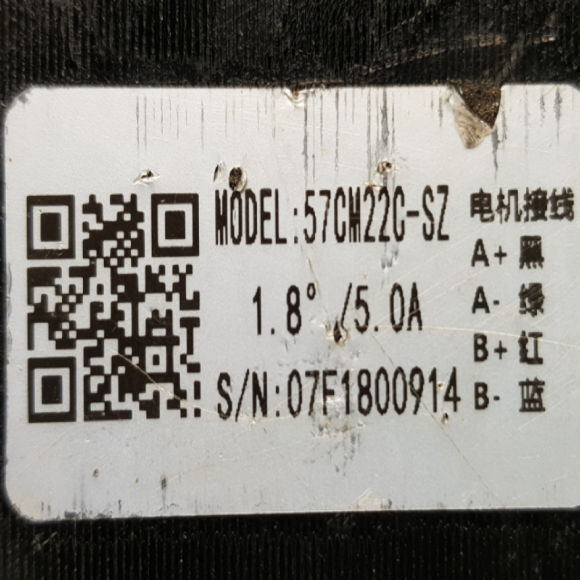 MODEL:57CM22C-SZ
1.8° /5.0A
S/N:07F1800914
电机接线
A+ 黑
A- 绿
B+ 红
B- 蓝